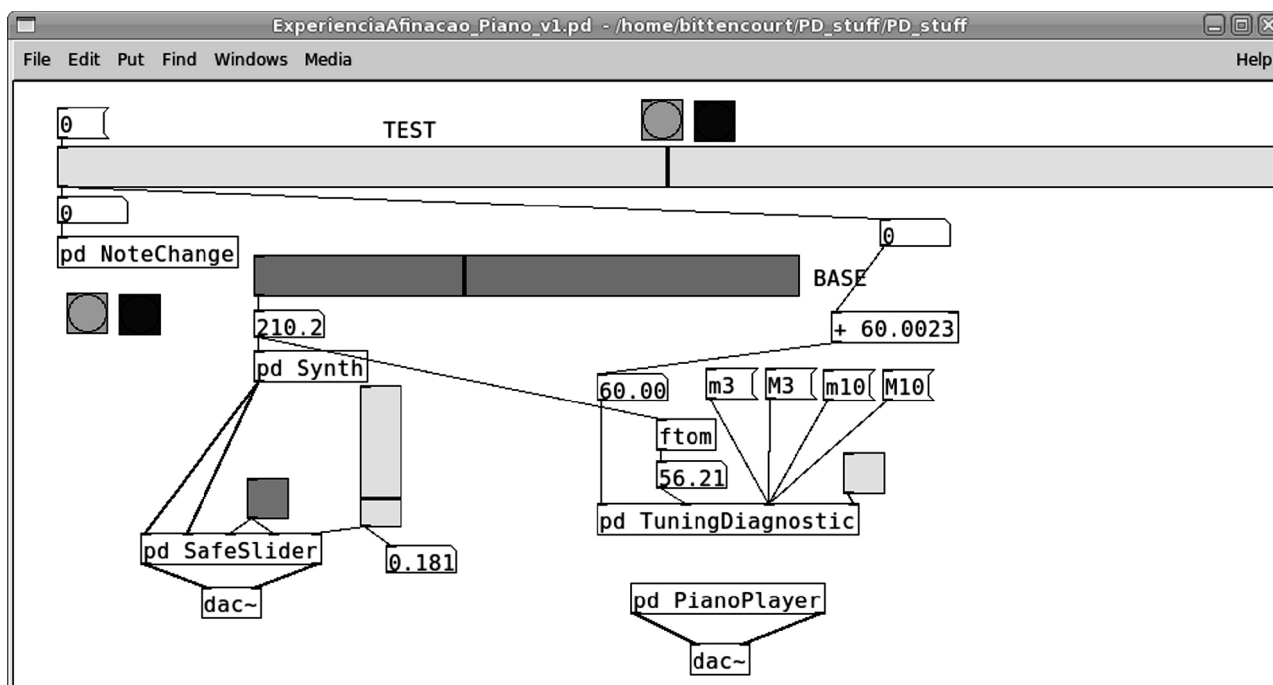 ExperienciaAfinacao_Piano_v1.pd - /home/bittencourt/PD_stuff/PD_stuff
File Edit Put Find Windows Media Help
0
TEST
0
0
pd NoteChange
BASE
210.2
+ 60.0023
pd Synth
60.00
m3
M3
m10
M10
ftom
56.21
pd TuningDiagnostic
pd SafeSlider
0.181
dac~
pd PianoPlayer
dac~